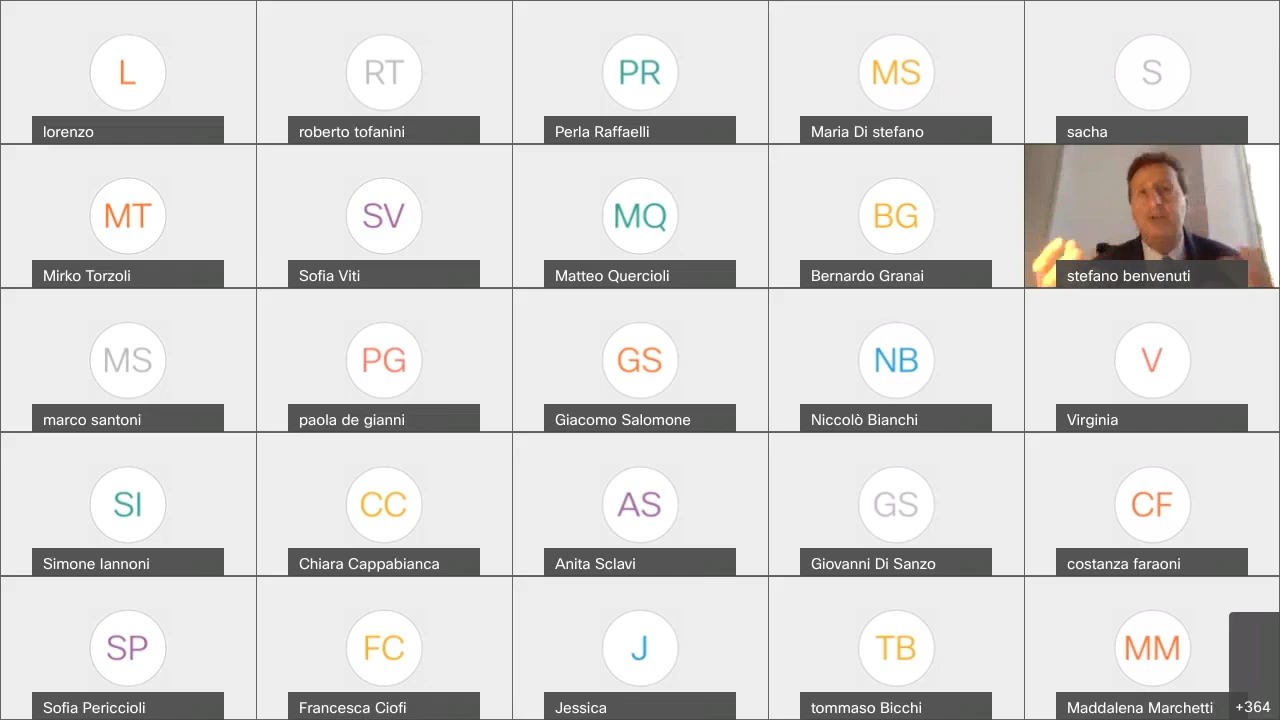 L
RT
PR
MS
S
lorenzo
roberto tofanini
Perla Raffaelli
Maria Di stefano
sacha
MT
SV
MQ
BG
Mirko Torzoli
Sofia Viti
Matteo Quercioli
Bernardo Granai
stefano benvenuti
MS
PG
GS
NB
V
marco santoni
paola de gianni
Giacomo Salomone
Niccolò Bianchi
Virginia
SI
CC
AS
GS
CF
Simone Iannoni
Chiara Cappabianca
Anita Sclavi
Giovanni Di Sanzo
costanza faraoni
SP
FC
J
TB
MM
Sofia Periccioli
Francesca Ciofi
Jessica
tommaso Bicchi
Maddalena Marchetti
+364